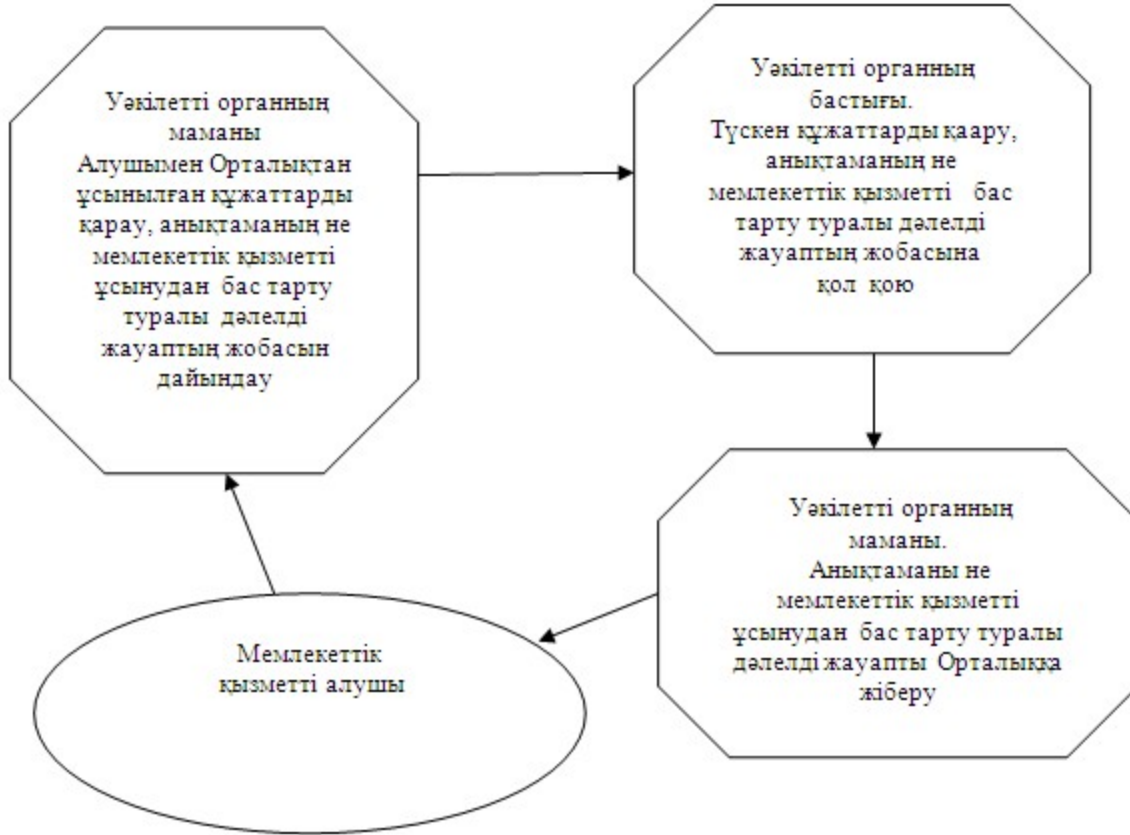 Уәкілетті органның
маманы
Алушымен Орталықтан
ұсынылған құжаттарды
қарау, анықтаманың не
мемлекеттік қызметті
ұсынудан бас тарту
туралы дәлелді
жауаптың жобасын
дайындау
Уәкілетті органның
бастығы.
Түскен құжаттарды қаару,
анықтаманың не
мемлекеттік қызметті бас
тарту туралы дәлелді
жауаптың жобасына
қол қою
Уәкілетті органның
маманы.
Анықтаманы не
мемлекеттік қызметті
ұсынудан бас тарту туралы
дәлелді жауапты Орталыққа
жіберу
Мемлекеттік
қызметті алушы